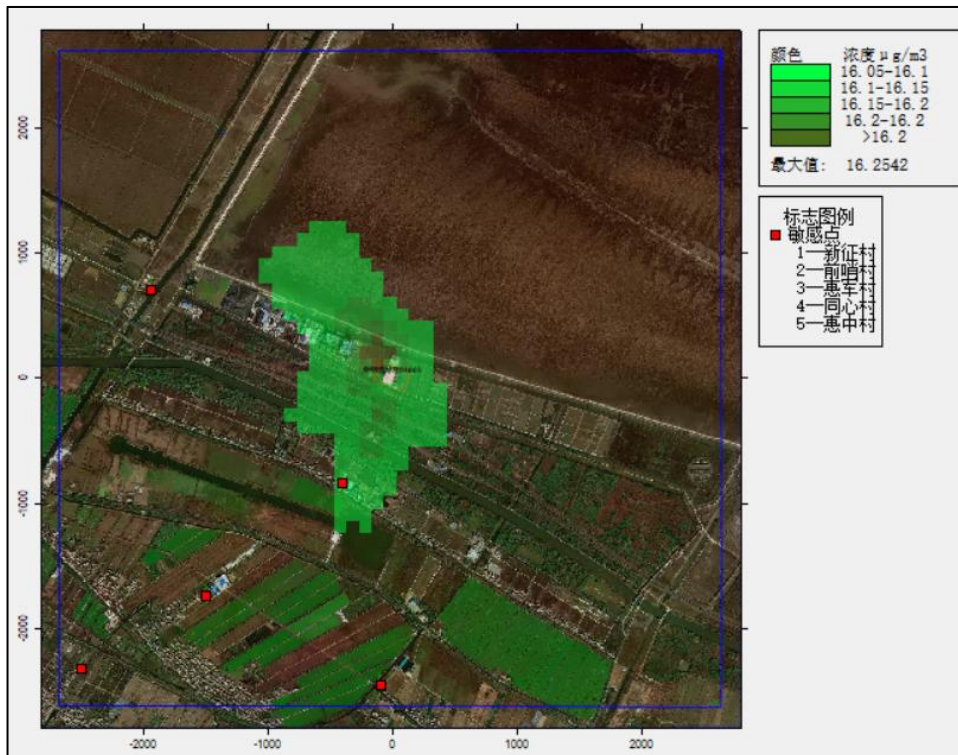 颜色 浓度μg/m3
16.05-16.1
16.1-16.15
16.15-16.2
16.2-16.2
>16.2
最大值: 16.2542
标志图例
敏感点
1—新征村
2—前哨村
3—惠军村
4—同心村
5—惠中村
2000
1000
0
-1000
-2000
-2000 -1000 0 1000 2000